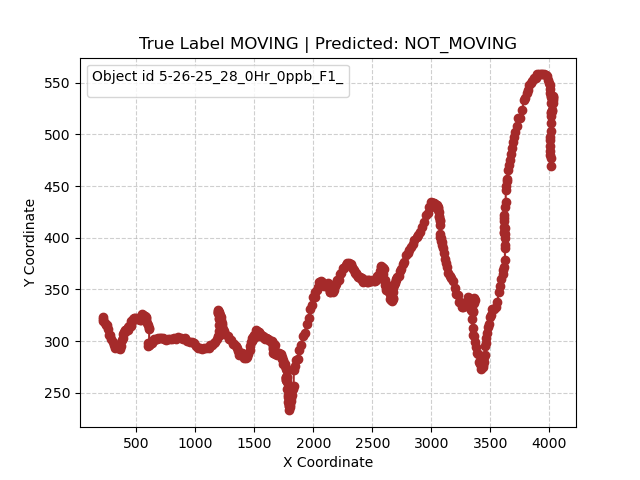 True Label MOVING | Predicted: NOT_MOVING
Object id 5-26-25_28_0Hr_0ppb_F1_
550
500
450
400
350
300
250
Y Coordinate
500 1000 1500 2000 2500 3000 3500 4000
X Coordinate